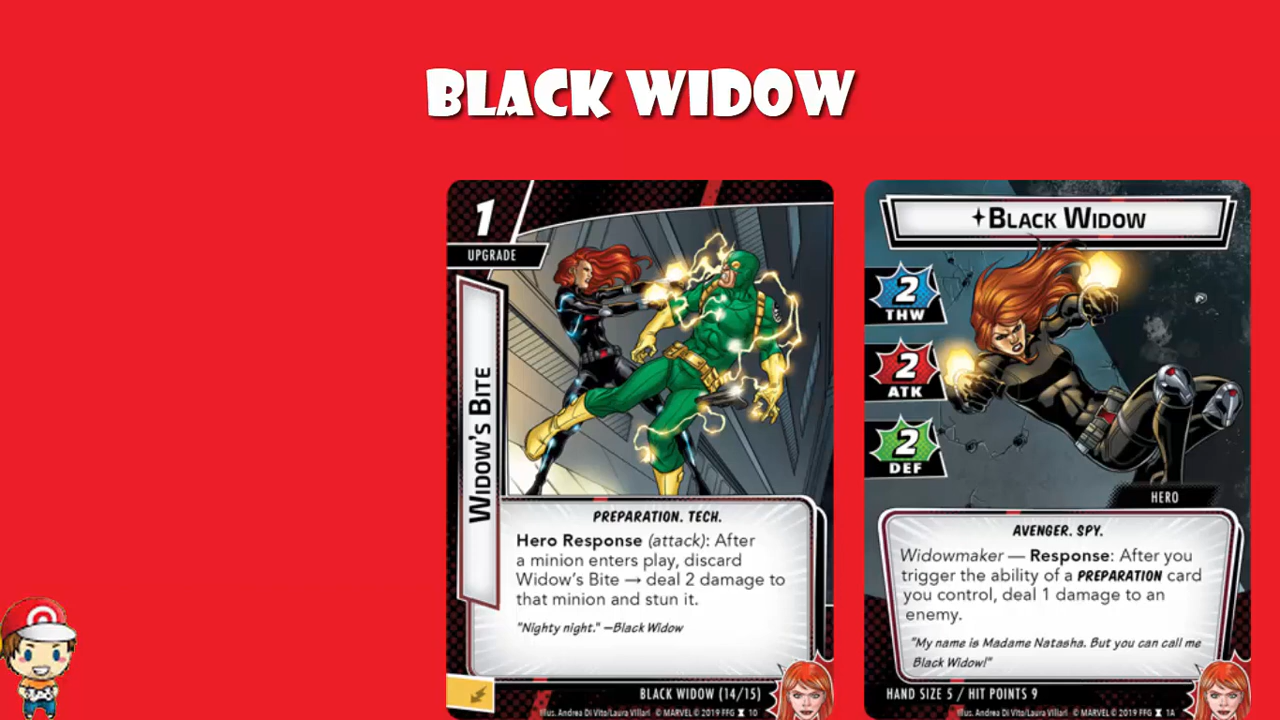 BLACK WIDOW
1
UPGRADE
WIDOW'S BITE
PREPARATION. TECH.
Hero Response (attack): After
a minion enters play, discard
Widow's Bite → deal 2 damage to
that minion and stun it.
"Nighty night." —Black Widow
BLACK WIDOW (14/15)
Illus. Andrea Di Vito/Laura Villari © MARVEL © 2019 FFG 10
BLACK WIDOW
2
THW
2
ATK
2
DEF
HERO
AVENGER. SPY.
Widowmaker — Response: After you
trigger the ability of a PREPARATION card
you control, deal 1 damage to an
enemy.
"My name is Madame Natasha. But you can call me
Black Widow!"
HAND SIZE 5 / HIT POINTS 9
Illus. Andrea Di Vito/Laura Villari © MARVEL © 2019 FFG 1A